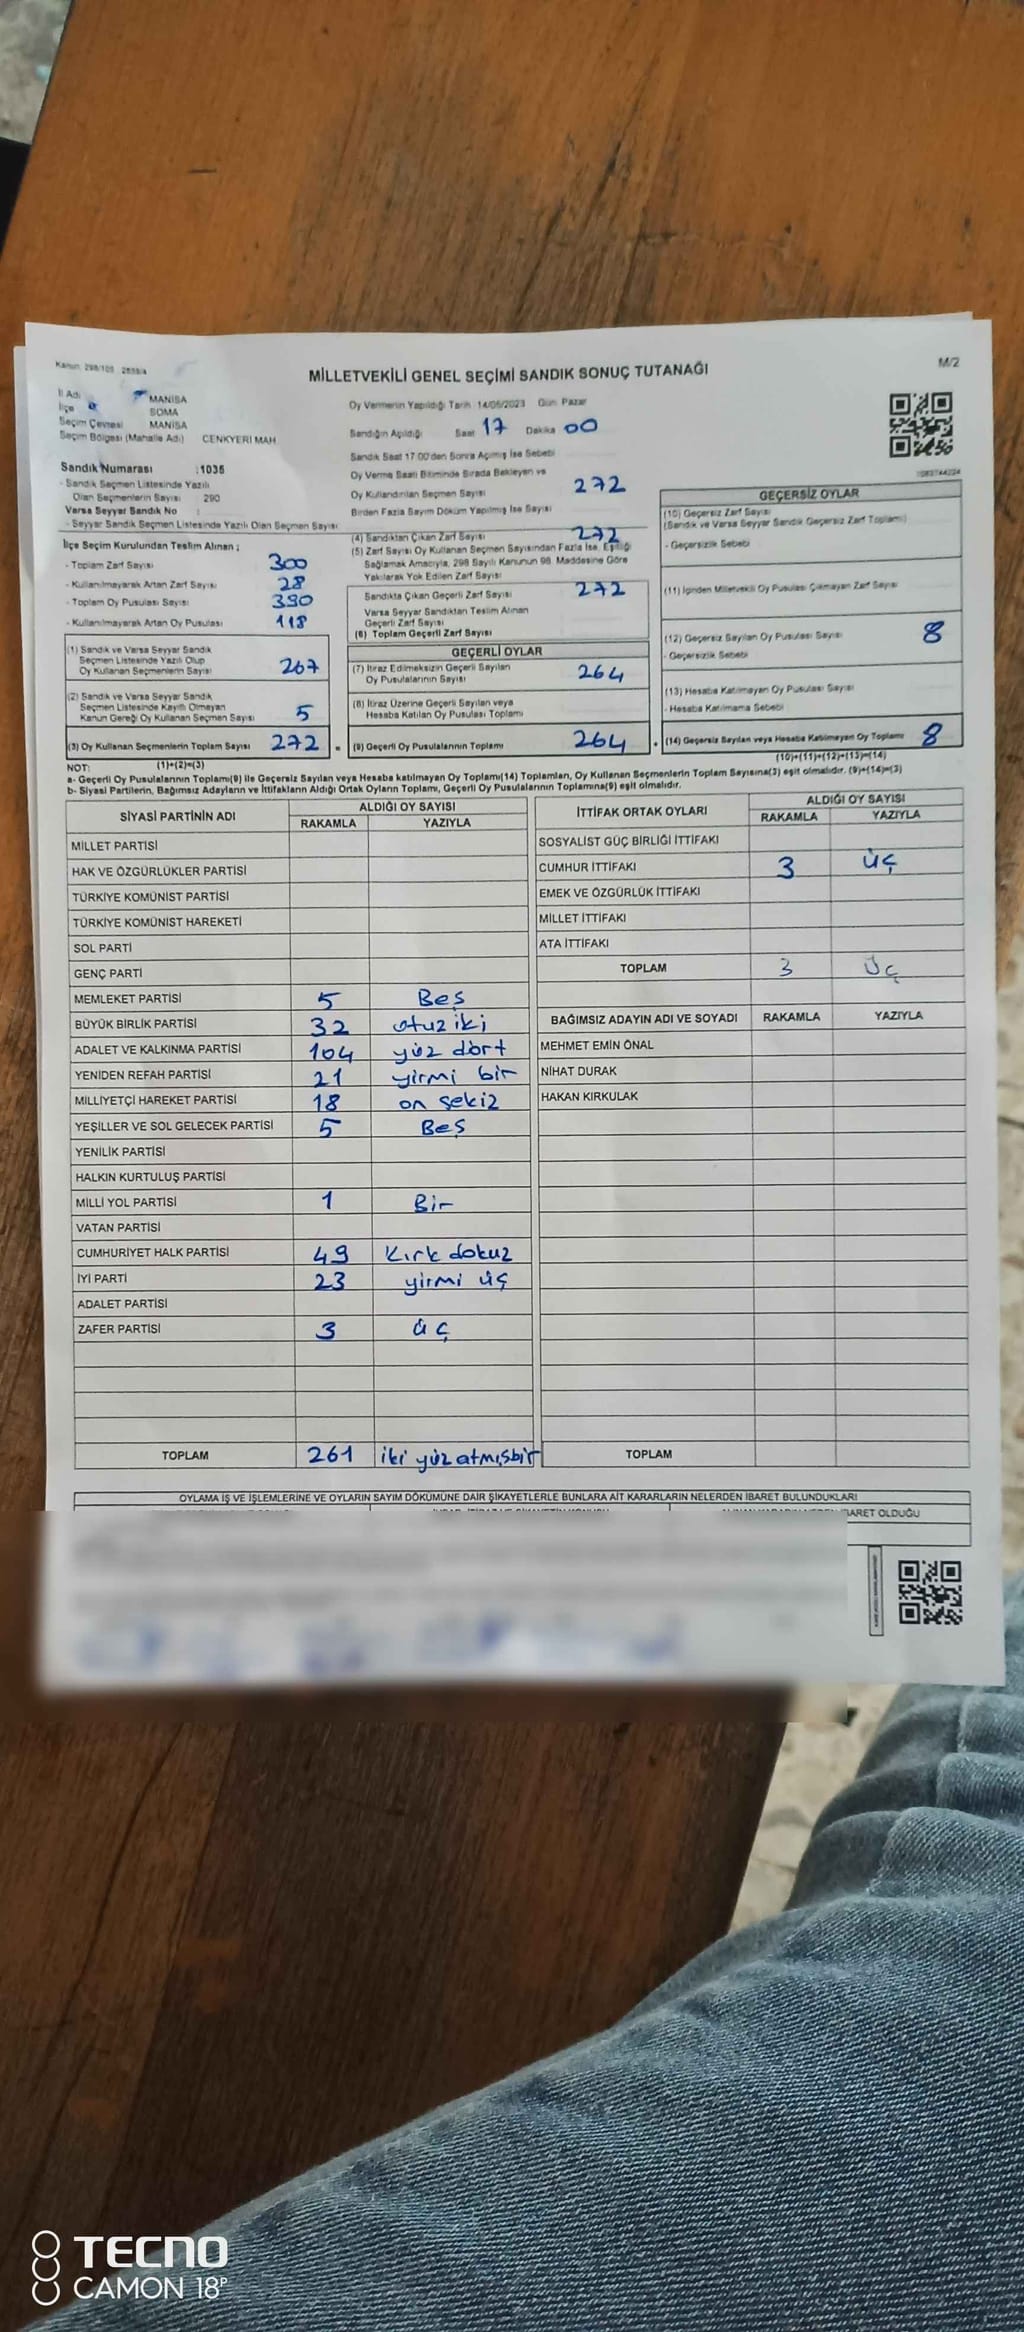 Kanun: 298/105 2839/4
MİLLETVEKİLİ GENEL SEÇİMİ SANDIK SONUÇ TUTANAĞI
M/2
İl Adı MANİSA
İlçe SOMA
Seçim Çevresi MANİSA
Seçim Bölgesi (Mahalle Adı) CENKYERİ MAH.
Oy Vermenin Yapıldığı Tarih: 14/05/2023 Gün: Pazar
Sandığın Açıldığı Saat 17 Dakika 00
Sandık Saat 17:00'den Sonra Açılmış İse Sebebi
Sandık Numarası :1035
- Sandık Seçmen Listesinde Yazılı
Olan Seçmenlerin Sayısı : 290
Varsa Seyyar Sandık No :
- Seyyar Sandık Seçmen Listesinde Yazılı Olan Seçmen Sayısı:
Oy Verme Saati Bitiminde Sırada Bekleyen ve
Oy Kullandırılan Seçmen Sayısı 272
Birden Fazla Sayım Döküm Yapılmış İse Sayısı
İlçe Seçim Kurulundan Teslim Alınan ;
- Toplam Zarf Sayısı 300
- Kullanılmayarak Artan Zarf Sayısı 28
- Toplam Oy Pusulası Sayısı 390
- Kullanılmayarak Artan Oy Pusulası 118
(1) Sandık ve Varsa Seyyar Sandık
Seçmen Listesinde Yazılı Olup
Oy Kullanan Seçmenlerin Sayısı 267
(2) Sandık ve Varsa Seyyar Sandık
Seçmen Listesinde Kayıtlı Olmayan
Kanun Gereği Oy Kullanan Seçmen Sayısı 5
(3) Oy Kullanan Seçmenlerin Toplam Sayısı 272 =
(1)+(2)=(3)
(4) Sandıktan Çıkan Zarf Sayısı 272
(5) Zarf Sayısı Oy Kullanan Seçmen Sayısından Fazla İse, Eşitliği
Sağlamak Amacıyla, 298 Sayılı Kanunun 98. Maddesine Göre
Yakılarak Yok Edilen Zarf Sayısı
Sandıkta Çıkan Geçerli Zarf Sayısı 272
Varsa Seyyar Sandıktan Teslim Alınan
Geçerli Zarf Sayısı
(6) Toplam Geçerli Zarf Sayısı
GEÇERLİ OYLAR
(7) İtiraz Edilmeksizin Geçerli Sayılan
Oy Pusulalarının Sayısı 264
(8) İtiraz Üzerine Geçerli Sayılan veya
Hesaba Katılan Oy Pusulası Toplamı
(9) Geçerli Oy Pusulalarının Toplamı 264 +
GEÇERSİZ OYLAR
(10) Geçersiz Zarf Sayısı
(Sandık ve Varsa Seyyar Sandık Geçersiz Zarf Toplamı)
- Geçersizlik Sebebi
(11) İçinden Milletvekili Oy Pusulası Çıkmayan Zarf Sayısı
(12) Geçersiz Sayılan Oy Pusulası Sayısı 8
- Geçersizlik Sebebi
(13) Hesaba Katılmayan Oy Pusulası Sayısı
- Hesaba Katılmama Sebebi
(14) Geçersiz Sayılan veya Hesaba Katılmayan Oy Toplamı 8
(10)+(11)+(12)+(13)=(14)
NOT:
a- Geçerli Oy Pusulalarının Toplamı(9) ile Geçersiz Sayılan veya Hesaba katılmayan Oy Toplamı(14) Toplamları, Oy Kullanan Seçmenlerin Toplam Sayısına(3) eşit olmalıdır. (9)+(14)=(3)
b- Siyasi Partilerin, Bağımsız Adayların ve İttifakların Aldığı Ortak Oyların Toplamı, Geçerli Oy Pusulalarının Toplamına(9) eşit olmalıdır.
SİYASİ PARTİNİN ADI ALDIĞI OY SAYISI
RAKAMLA YAZIYLA
MİLLET PARTİSİ
HAK VE ÖZGÜRLÜKLER PARTİSİ
TÜRKİYE KOMÜNİST PARTİSİ
TÜRKİYE KOMÜNİST HAREKETİ
SOL PARTİ
GENÇ PARTİ
MEMLEKET PARTİSİ 5 Beş
BÜYÜK BİRLİK PARTİSİ 32 otuz iki
ADALET VE KALKINMA PARTİSİ 104 yüz dört
YENİDEN REFAH PARTİSİ 21 yirmi bir
MİLLİYETÇİ HAREKET PARTİSİ 18 on sekiz
YEŞİLLER VE SOL GELECEK PARTİSİ 5 Beş
YENİLİK PARTİSİ
HALKIN KURTULUŞ PARTİSİ
MİLLİ YOL PARTİSİ 1 Bir
VATAN PARTİSİ
CUMHURİYET HALK PARTİSİ 49 Kırk dokuz
İYİ PARTİ 23 yirmi üç
ADALET PARTİSİ
ZAFER PARTİSİ 3 üç
TOPLAM 261 iki yüz atmışbir
İTTİFAK ORTAK OYLARI ALDIĞI OY SAYISI
RAKAMLA YAZIYLA
SOSYALİST GÜÇ BİRLİĞİ İTTİFAKI
CUMHUR İTTİFAKI 3 üç
EMEK VE ÖZGÜRLÜK İTTİFAKI
MİLLET İTTİFAKI
ATA İTTİFAKI
TOPLAM 3 üç
BAĞIMSIZ ADAYIN ADI VE SOYADI RAKAMLA YAZIYLA
MEHMET EMİN ÖNAL
NİHAT DURAK
HAKAN KIRKULAK
TOPLAM
OYLAMA İŞ VE İŞLEMLERİNE VE OYLARIN SAYIM DÖKÜMÜNE DAİR ŞİKAYETLERLE BUNLARA AİT KARARLARIN NELERDEN İBARET BULUNDUKLARI
BARET OLDUĞU
TECNO
CAMON 18P